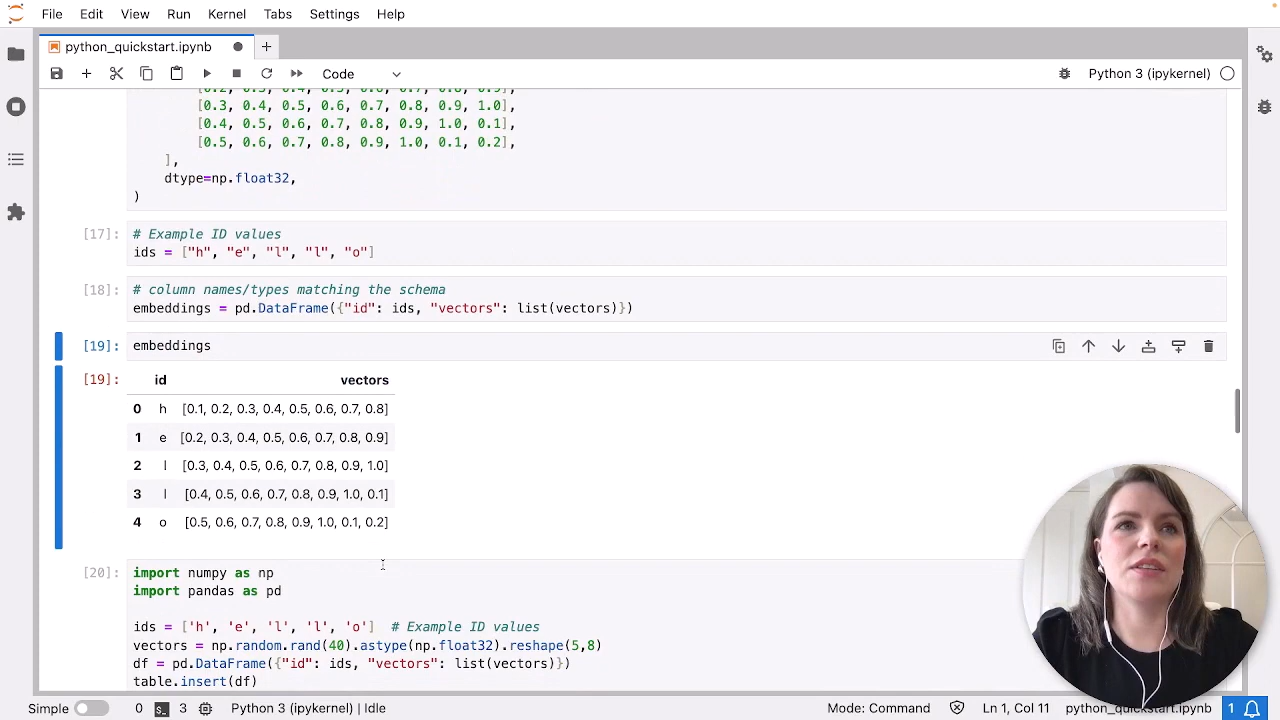 File Edit View Run Kernel Tabs Settings Help
python_quickstart.ipynb
Code
Python 3 (ipykernel)
[0.3, 0.4, 0.5, 0.6, 0.7, 0.8, 0.9, 1.0],
[0.4, 0.5, 0.6, 0.7, 0.8, 0.9, 1.0, 0.1],
[0.5, 0.6, 0.7, 0.8, 0.9, 1.0, 0.1, 0.2],
],
dtype=np.float32,
)
[17]: # Example ID values
ids = ["h", "e", "l", "l", "o"]
[18]: # column names/types matching the schema
embeddings = pd.DataFrame({"id": ids, "vectors": list(vectors)})
[19]: embeddings
[19]: id vectors
0 h [0.1, 0.2, 0.3, 0.4, 0.5, 0.6, 0.7, 0.8]
1 e [0.2, 0.3, 0.4, 0.5, 0.6, 0.7, 0.8, 0.9]
2 l [0.3, 0.4, 0.5, 0.6, 0.7, 0.8, 0.9, 1.0]
3 l [0.4, 0.5, 0.6, 0.7, 0.8, 0.9, 1.0, 0.1]
4 o [0.5, 0.6, 0.7, 0.8, 0.9, 1.0, 0.1, 0.2]
[20]: import numpy as np
import pandas as pd
ids = ['h', 'e', 'l', 'l', 'o'] # Example ID values
vectors = np.random.rand(40).astype(np.float32).reshape(5,8)
df = pd.DataFrame({"id": ids, "vectors": list(vectors)})
table.insert(df)
Simple 0 3 Python 3 (ipykernel) | Idle Mode: Command Ln 1, Col 11 python_quickstart.ipynb 1